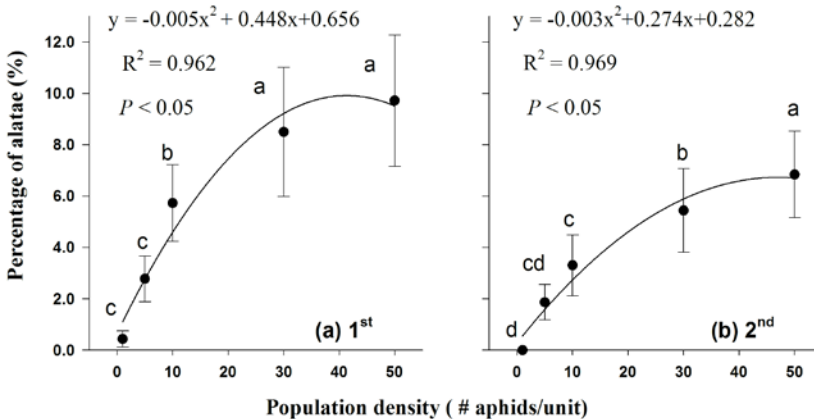 y = -0.005x² + 0.448x+0.656
R² = 0.962
P < 0.05
y = -0.003x²+0.274x+0.282
R² = 0.969
P < 0.05
Percentage of alatae (%)
12.0
10.0
8.0
6.0
4.0
2.0
0.0
c
c
b
a
a
(a) 1st
d
cd
c
b
a
(b) 2nd
0 10 20 30 40 50
0 10 20 30 40 50
Population density ( # aphids/unit)